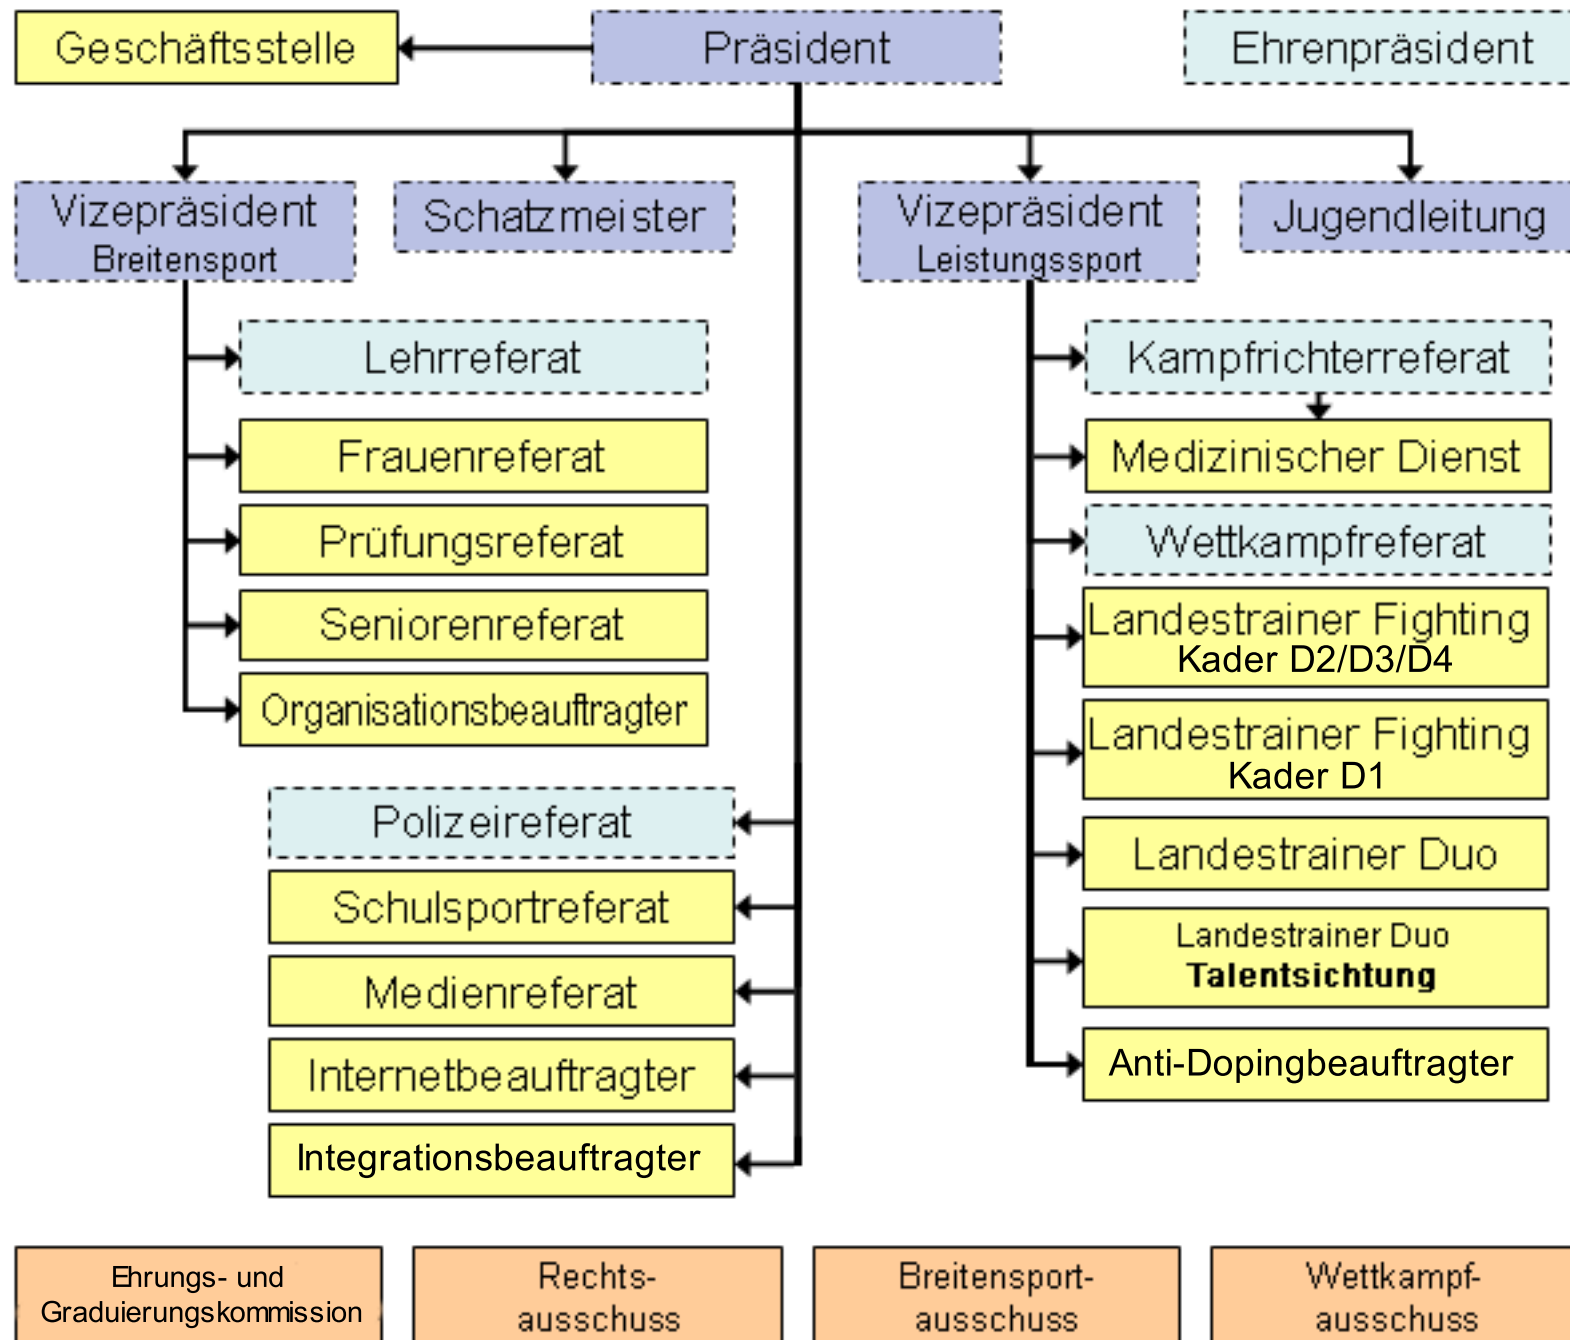 Geschäftsstelle
Präsident
Ehrenpräsident
Vizepräsident
Breitensport
Schatzmeister
Vizepräsident
Leistungssport
Jugendleitung
Lehrreferat
Frauenreferat
Prüfungsreferat
Seniorenreferat
Organisationsbeauftragter
Kampfrichterreferat
Medizinischer Dienst
Wettkampfreferat
Landestrainer Fighting
Kader D2/D3/D4
Landestrainer Fighting
Kader D1
Landestrainer Duo
Landestrainer Duo
Talentsichtung
Anti-Dopingbeauftragter
Polizeireferat
Schulsportreferat
Medienreferat
Internetbeauftragter
Integrationsbeauftragter
Ehrungs- und
Graduierungskommission
Rechts-
ausschuss
Breitensport-
ausschuss
Wettkampf-
ausschuss